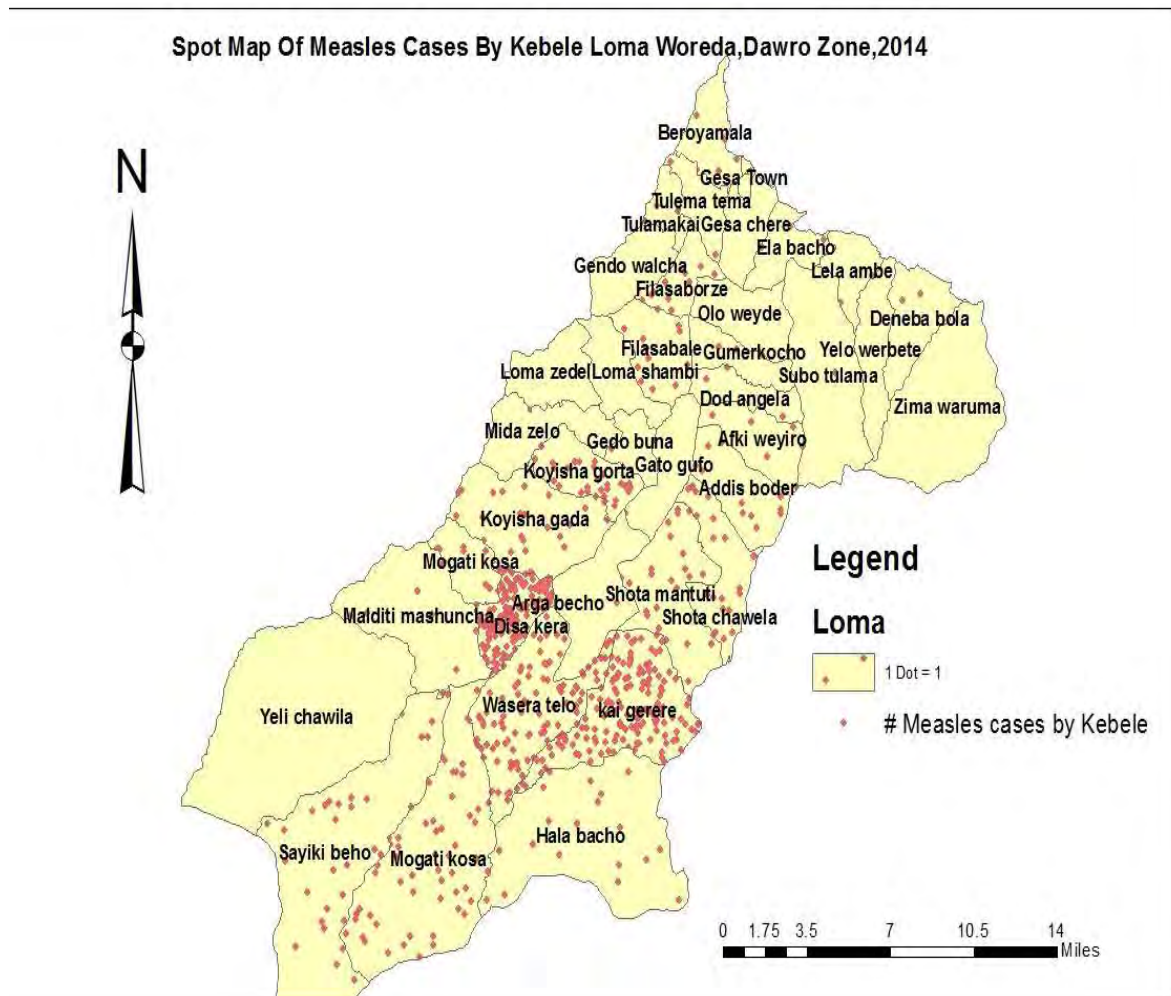 Spot Map Of Measles Cases By Kebele Loma Woreda,Dawro Zone,2014
N
Beroyamala
Gesa Town
Tulema tema
Tulamakai
Gesa chere
Ela bacho
Gendo walcha
Lela ambe
Filasaborze
Olo weyde
Deneba bola
Filasabale
Gumerkocho
Yelo werbete
Loma zedel
Loma shambi
Subo tulama
Dod angela
Zima waruma
Mida zelo
Gedo buna
Afki weyiro
Koyisha gorta
Gato gufo
Addis boder
Koyisha gada
Mogati kosa
Arga becho
Shota mantuti
Malditi mashuncha
Disa kera
Shota chawela
Yeli chawila
Wasera telo
kai gerere
Hala bacho
Sayiki beho
Mogati kosa
Legend
Loma
1 Dot = 1
# Measles cases by Kebele
0 1.75 3.5 7 10.5 14
Miles